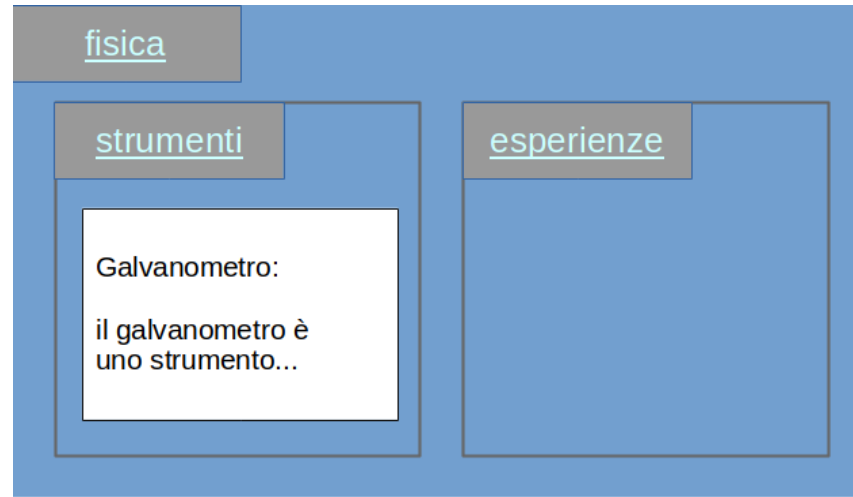 fisica
strumenti
esperienze
Galvanometro:
il galvanometro è
uno strumento...